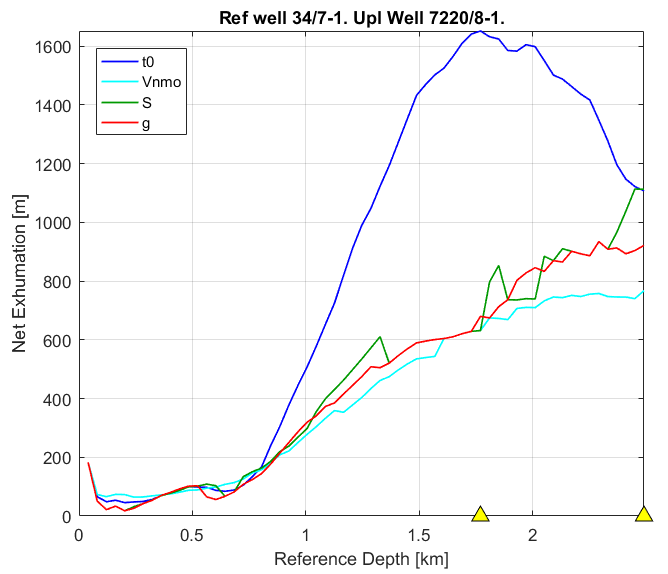 Ref well 34/7-1. Upl Well 7220/8-1.
t0
Vnmo
S
g
Net Exhumation [m]
1600
1400
1200
1000
800
600
400
200
0
0 0.5 1 1.5 2
Reference Depth [km]